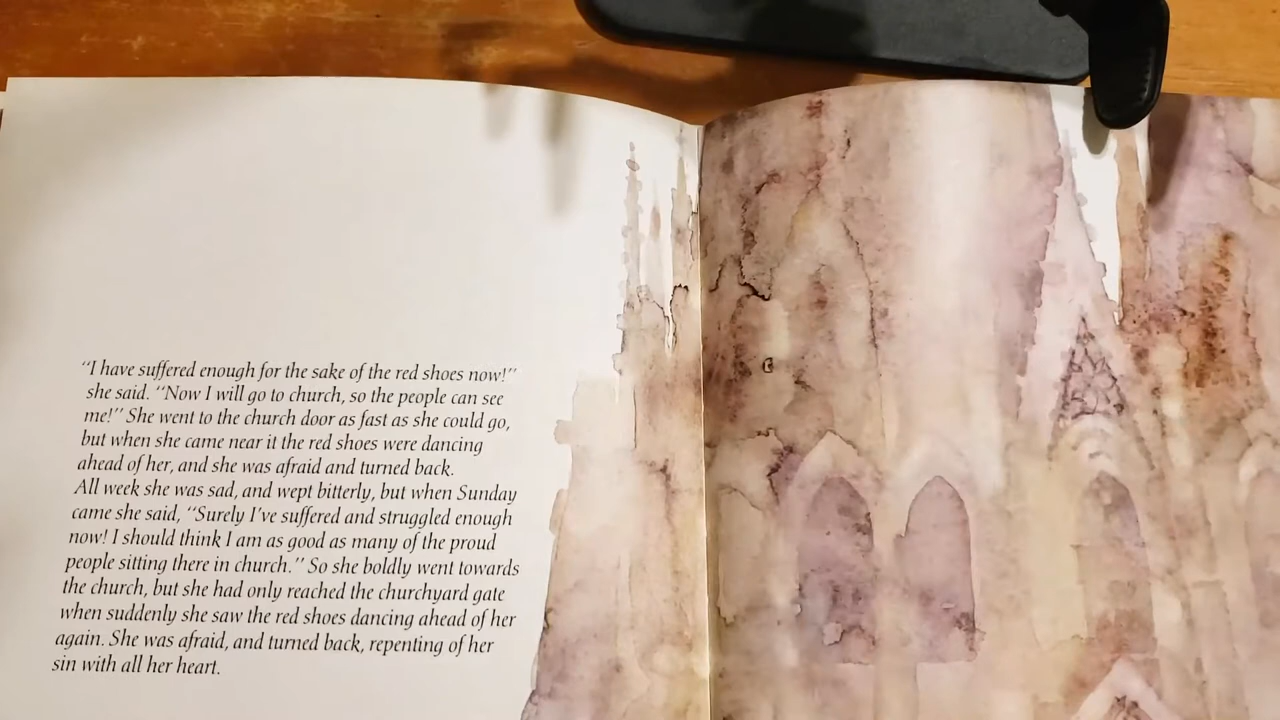 “I have suffered enough for the sake of the red shoes now!”
she said. “Now I will go to church, so the people can see
me!” She went to the church door as fast as she could go,
but when she came near it the red shoes were dancing
ahead of her, and she was afraid and turned back.
All week she was sad, and wept bitterly, but when Sunday
came she said, “Surely I've suffered and struggled enough
now! I should think I am as good as many of the proud
people sitting there in church.” So she boldly went towards
the church, but she had only reached the churchyard gate
when suddenly she saw the red shoes dancing ahead of her
again. She was afraid, and turned back, repenting of her
sin with all her heart.